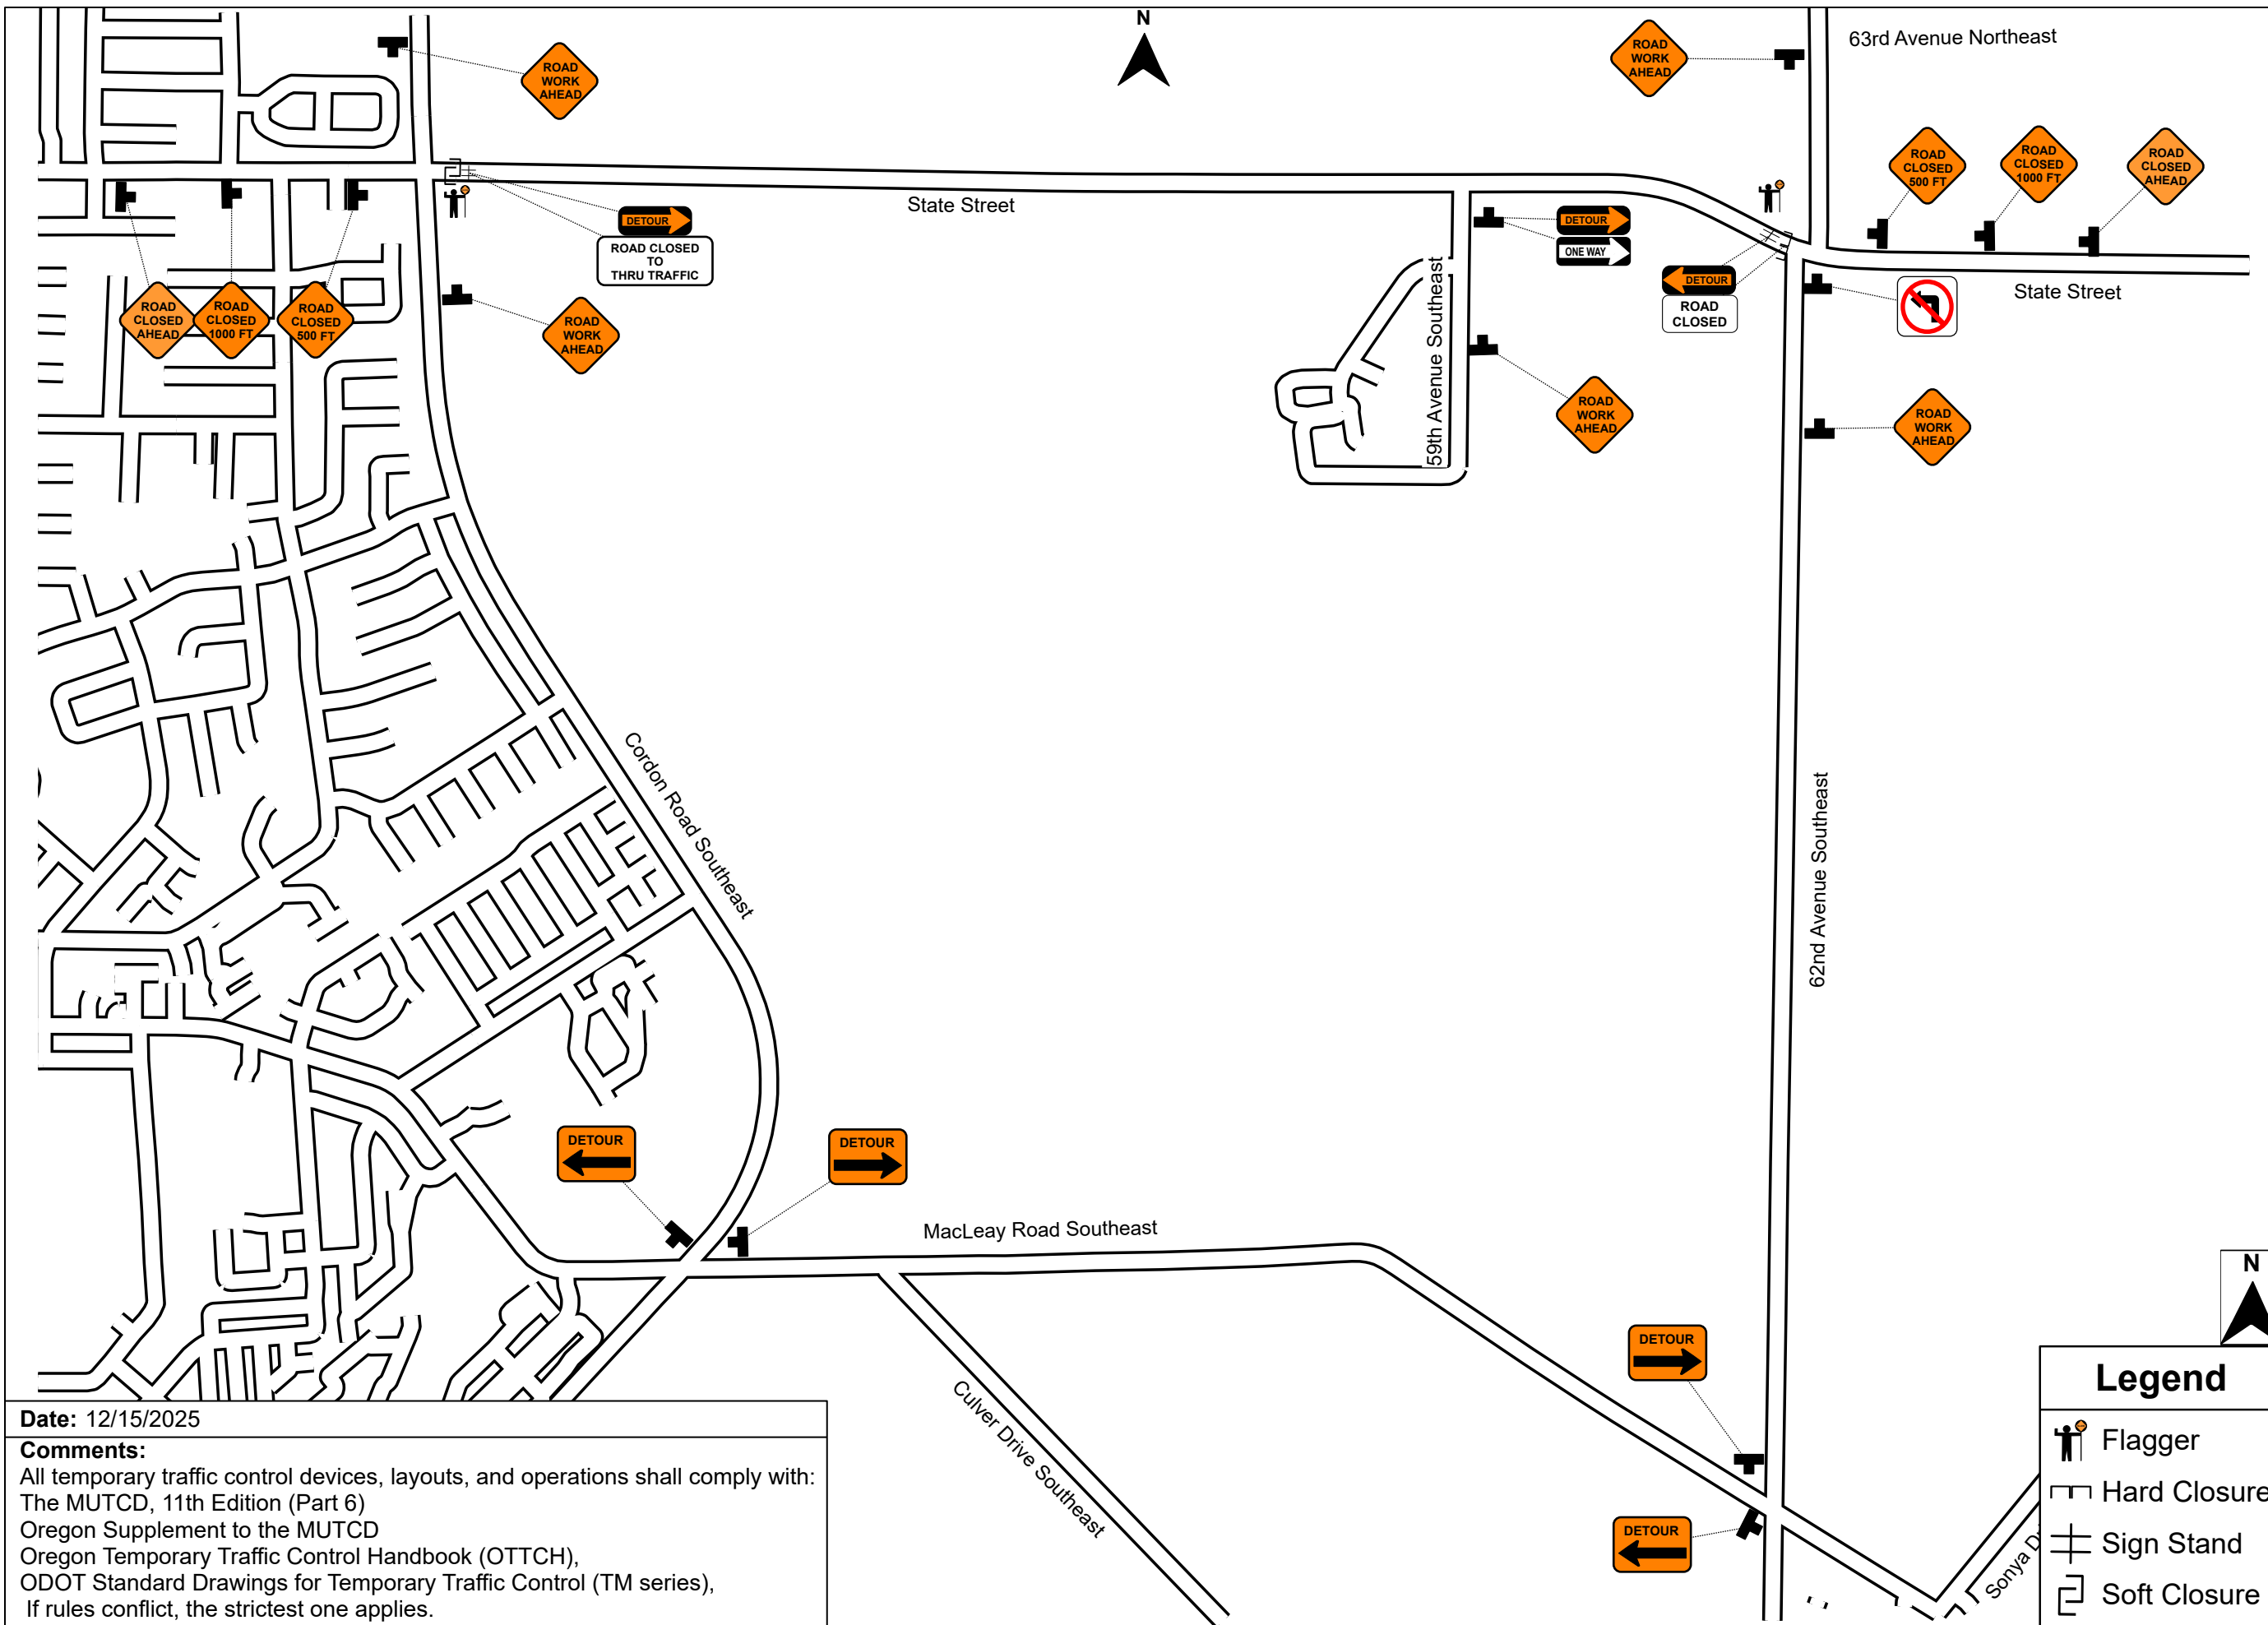 N
63rd Avenue Northeast
ROAD
WORK
AHEAD
ROAD
WORK
AHEAD
ROAD
CLOSED
500 FT
ROAD
CLOSED
1000 FT
ROAD
CLOSED
AHEAD
State Street
DETOUR
ROAD CLOSED
TO
THRU TRAFFIC
DETOUR
ONE WAY
DETOUR
ROAD
CLOSED
State Street
ROAD
CLOSED
AHEAD
ROAD
CLOSED
1000 FT
ROAD
CLOSED
500 FT
ROAD
WORK
AHEAD
59th Avenue Southeast
ROAD
WORK
AHEAD
ROAD
WORK
AHEAD
Cordon Road Southeast
62nd Avenue Southeast
DETOUR
DETOUR
MacLeay Road Southeast
N
DETOUR
Culver Drive Southeast
DETOUR
Sonya
Legend
Flagger
Hard Closure
Sign Stand
Soft Closure
Date: 12/15/2025
Comments:
All temporary traffic control devices, layouts, and operations shall comply with:
The MUTCD, 11th Edition (Part 6)
Oregon Supplement to the MUTCD
Oregon Temporary Traffic Control Handbook (OTTCH),
ODOT Standard Drawings for Temporary Traffic Control (TM series),
If rules conflict, the strictest one applies.